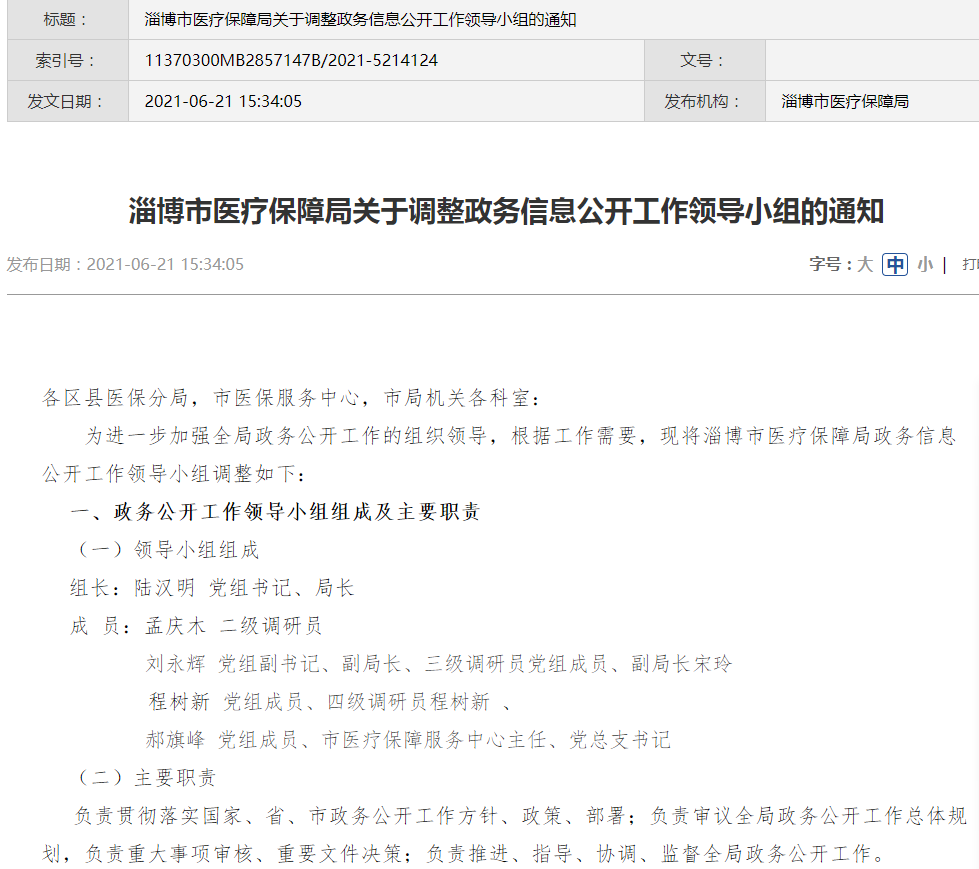 标题： 淄博市医疗保障局关于调整政务信息公开工作领导小组的通知
索引号： 11370300MB2857147B/2021-5214124 文号：
发文日期： 2021-06-21 15:34:05 发布机构： 淄博市医疗保障局
淄博市医疗保障局关于调整政务信息公开工作领导小组的通知
发布日期：2021-06-21 15:34:05 字号：大 中 小 | 打
各区县医保分局，市医保服务中心，市局机关各科室：
为进一步加强全局政务公开工作的组织领导，根据工作需要，现将淄博市医疗保障局政务信息
公开工作领导小组调整如下：
一、政务公开工作领导小组组成及主要职责
（一）领导小组组成
组长：陆汉明 党组书记、局长
成 员：孟庆木 二级调研员
刘永辉 党组副书记、副局长、三级调研员党组成员、副局长宋玲
程树新 党组成员、四级调研员程树新 、
郝旗峰 党组成员、市医疗保障服务中心主任、党总支书记
（二）主要职责
负责贯彻落实国家、省、市政务公开工作方针、政策、部署；负责审议全局政务公开工作总体规
划，负责重大事项审核、重要文件决策；负责推进、指导、协调、监督全局政务公开工作。